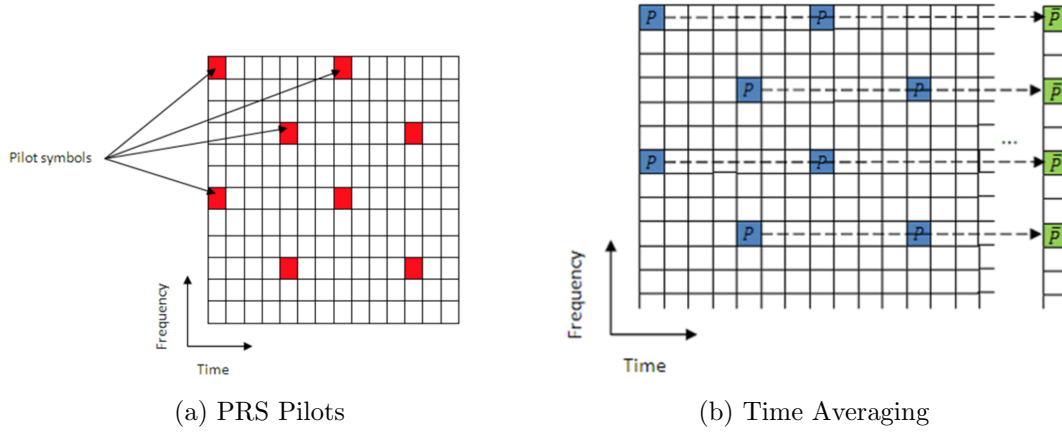 Pilot symbols
Frequency
Time
(a) PRS Pilots
P P P̄
P P P̄
...
P P P̄
P P P̄
Frequency
Time
(b) Time Averaging